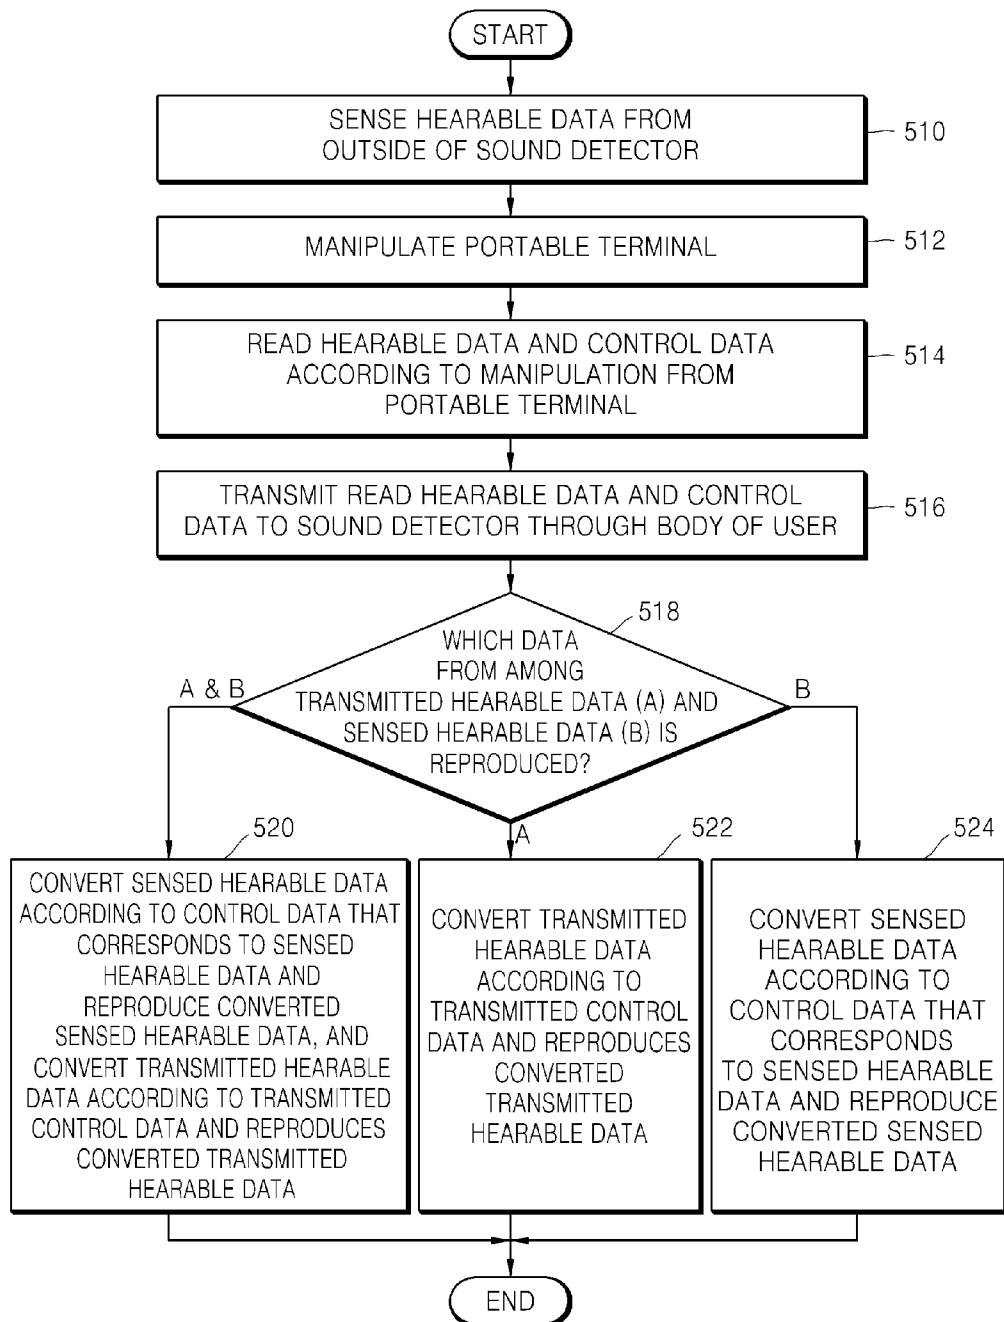 START
SENSE HEARABLE DATA FROM
OUTSIDE OF SOUND DETECTOR
510
MANIPULATE PORTABLE TERMINAL
512
READ HEARABLE DATA AND CONTROL DATA
ACCORDING TO MANIPULATION FROM
PORTABLE TERMINAL
514
TRANSMIT READ HEARABLE DATA AND CONTROL
DATA TO SOUND DETECTOR THROUGH BODY OF USER
516
518
WHICH DATA
FROM AMONG
TRANSMITTED HEARABLE DATA (A) AND
SENSED HEARABLE DATA (B) IS
REPRODUCED?
A & B
B
A
520
CONVERT SENSED HEARABLE DATA
ACCORDING TO CONTROL DATA THAT
CORRESPONDS TO SENSED
HEARABLE DATA AND
REPRODUCE CONVERTED
SENSED HEARABLE DATA, AND
CONVERT TRANSMITTED HEARABLE
DATA ACCORDING TO TRANSMITTED
CONTROL DATA AND REPRODUCES
CONVERTED TRANSMITTED
HEARABLE DATA
522
CONVERT TRANSMITTED
HEARABLE DATA
ACCORDING TO
TRANSMITTED CONTROL
DATA AND REPRODUCES
CONVERTED
TRANSMITTED
HEARABLE DATA
524
CONVERT SENSED
HEARABLE DATA
ACCORDING TO
CONTROL DATA THAT
CORRESPONDS
TO SENSED HEARABLE
DATA AND REPRODUCE
CONVERTED SENSED
HEARABLE DATA
END